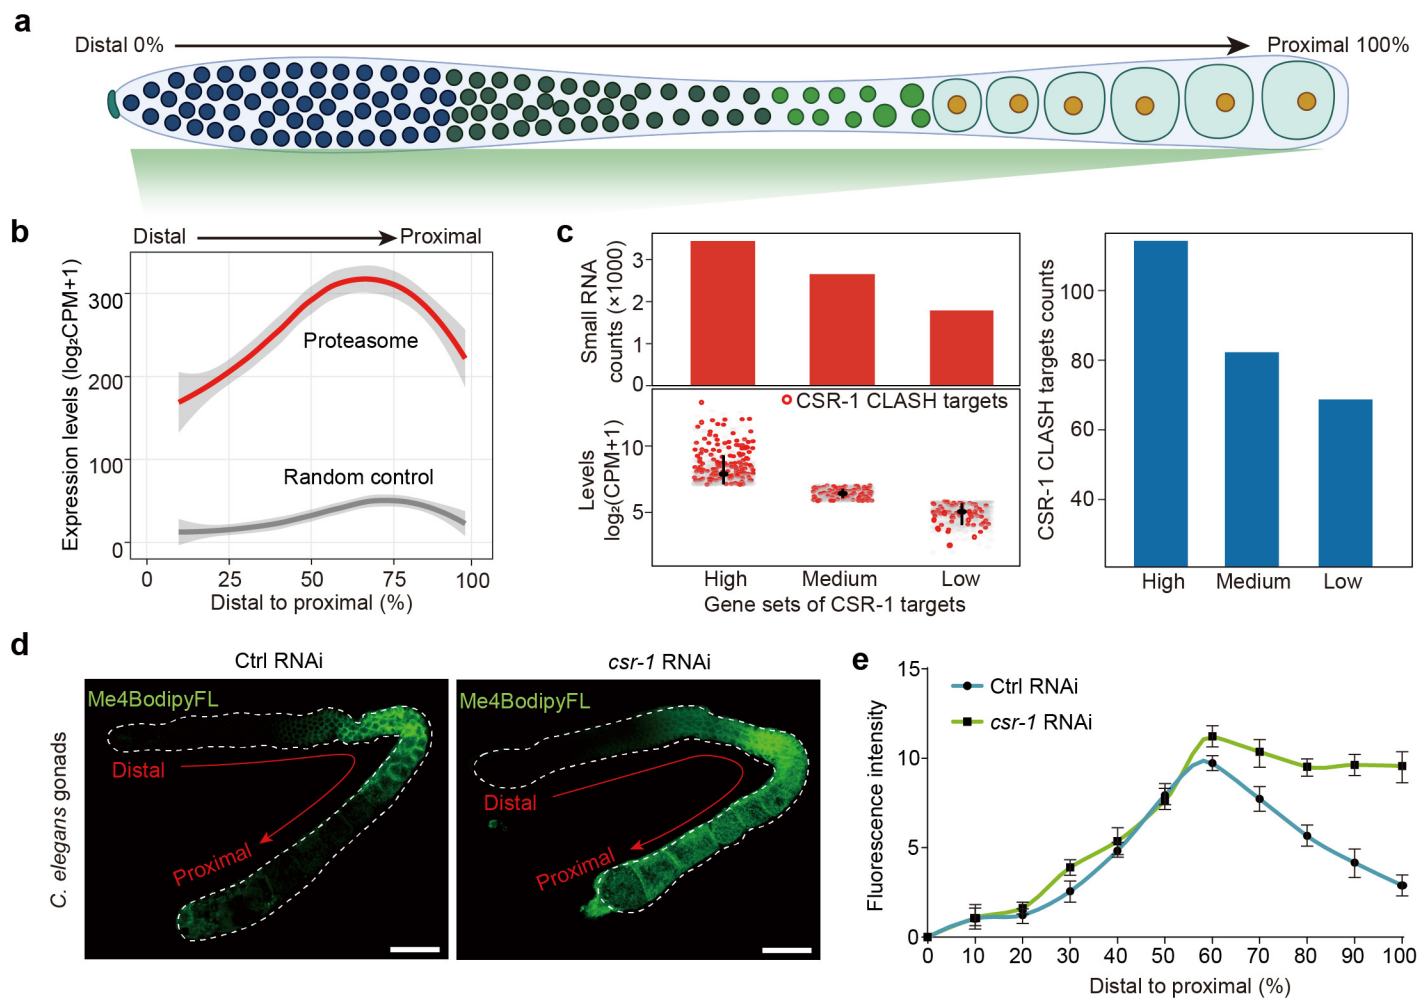 a
Distal 0%
Proximal 100%
b
Distal
Proximal
Expression levels (log₂CPM+1)
300
200
100
0
Proteasome
Random control
0 25 50 75 100
Distal to proximal (%)
c
Small RNA
counts (×1000)
3
2
1
0
CSR-1 CLASH targets
Levels
log₂(CPM+1)
10
5
High Medium Low
Gene sets of CSR-1 targets
CSR-1 CLASH targets counts
100
80
60
40
High Medium Low
d
Ctrl RNAi
csr-1 RNAi
C. elegans gonads
Me4BodipyFL
Distal
Proximal
Me4BodipyFL
Distal
Proximal
e
Fluorescence intensity
15
10
5
0
Ctrl RNAi
csr-1 RNAi
0 10 20 30 40 50 60 70 80 90 100
Distal to proximal (%)